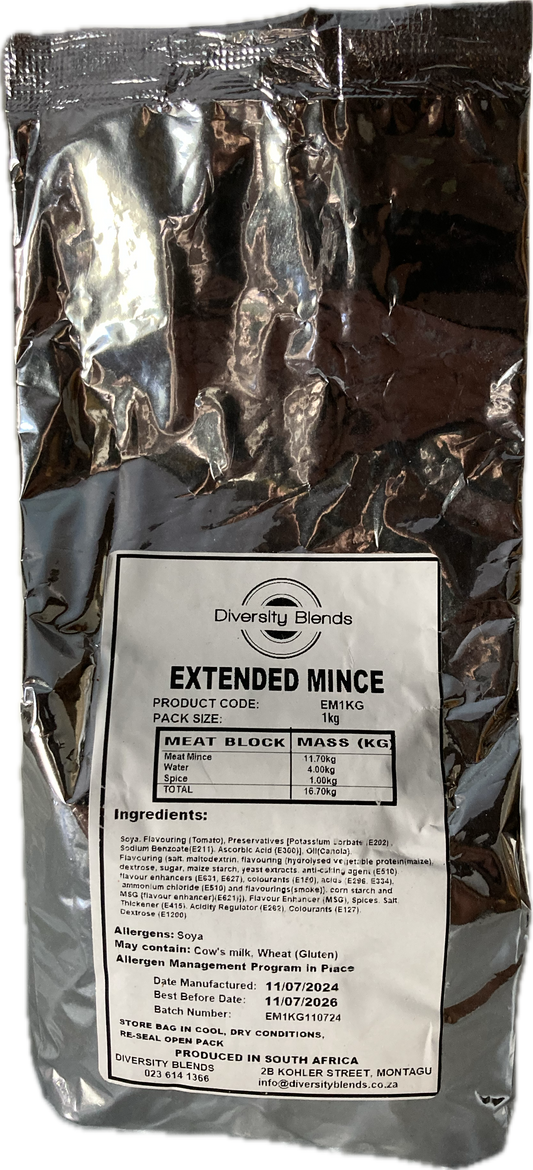 Diversity Blends
EXTENDED MINCE
PRODUCT CODE: EM1KG
PACK SIZE: 1kg
MEAT BLOCK MASS (KG)
Meat Mince 11.70kg
Water 4.00kg
Spice 1.00kg
TOTAL 16.70kg
Ingredients:
Soya, Flavouring (Tomato), Preservatives [Potassium (E202),
Sodium Benzoate(E211), Ascorbic Acid (E300)], Oil(Canola),
Flavouring (salt, maltodextrin, flavouring (hydrolysed vegetable protein(maize),
dextrose, sugar, maize starch, yeast extracts, anti-caking agent (E510)
flavour enhancers (E631, E627), colourants (E150), acids (E296, E334),
ammonium chloride (E510) and flavourings(smoke)], corn starch and
MSG (flavour enhancer)(E621)]), Flavour Enhancer (MSG), Spices, Salt,
Thickener (E415), Acidity Regulator (E262), Colourants (E127),
Dextrose (E1200)
Allergens: Soya
May contain: Cow's milk, Wheat (Gluten)
Allergen Management Program in Place
Date Manufactured: 11/07/2024
Best Before Date: 11/07/2026
Batch Number: EM1KG110724
STORE BAG IN COOL, DRY CONDITIONS,
RE-SEAL OPEN PACK
PRODUCED IN SOUTH AFRICA
DIVERSITY BLENDS 2B KOHLER STREET, MONTAGU
023 614 1366 info@diversityblends.co.za